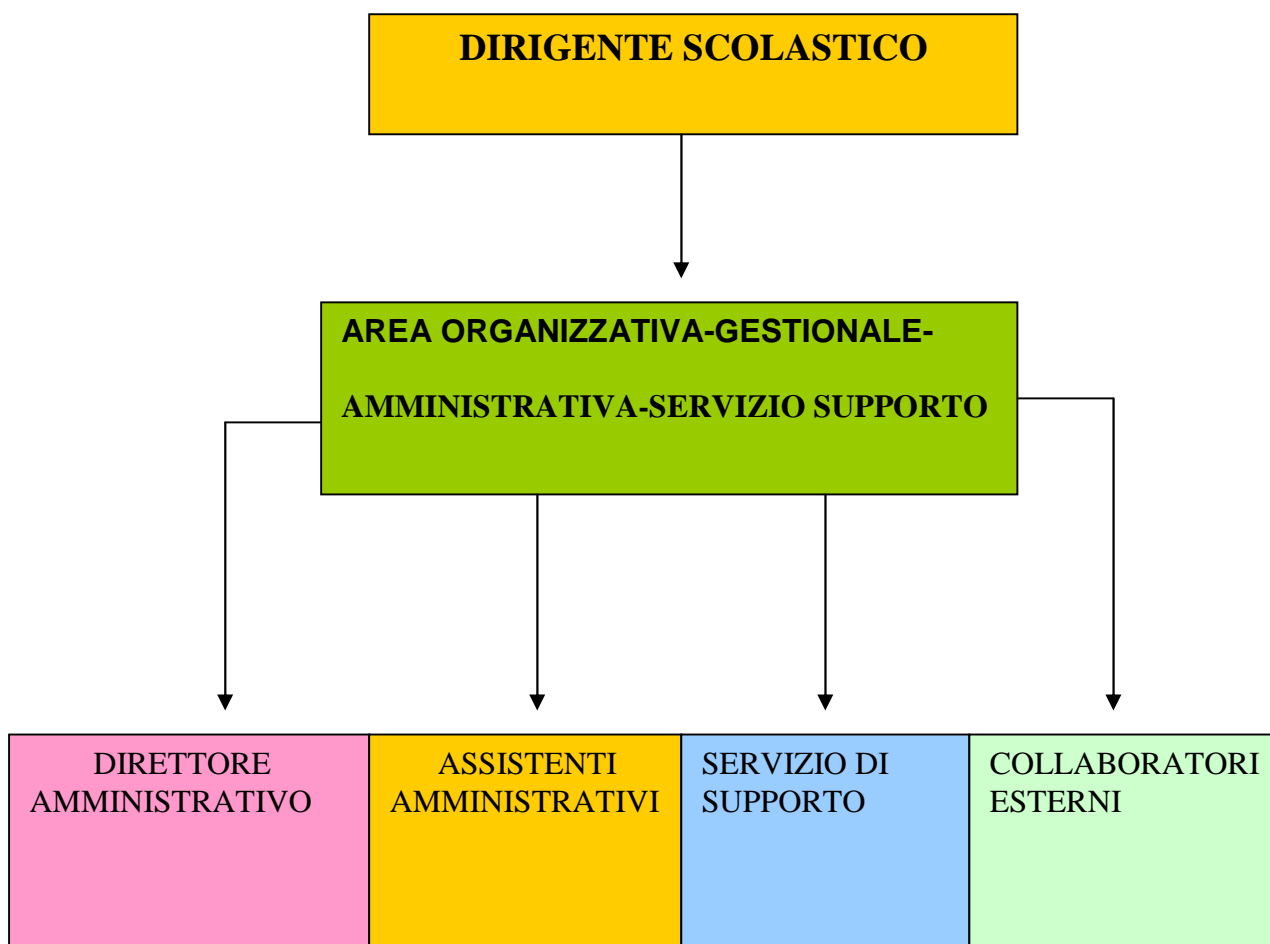 DIRIGENTE SCOLASTICO
AREA ORGANIZZATIVA-GESTIONALE-
AMMINISTRATIVA-SERVIZIO SUPPORTO
DIRETTORE
AMMINISTRATIVO
ASSISTENTI
AMMINISTRATIVI
SERVIZIO DI
SUPPORTO
COLLABORATORI
ESTERNI